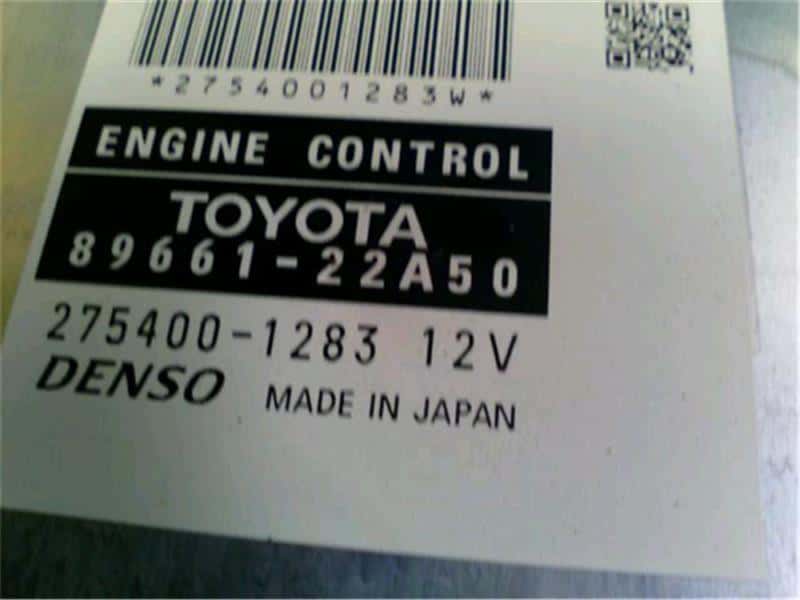 *2754001283W*
ENGINE CONTROL
TOYOTA
89661-22A50
275400-1283 12V
DENSO MADE IN JAPAN